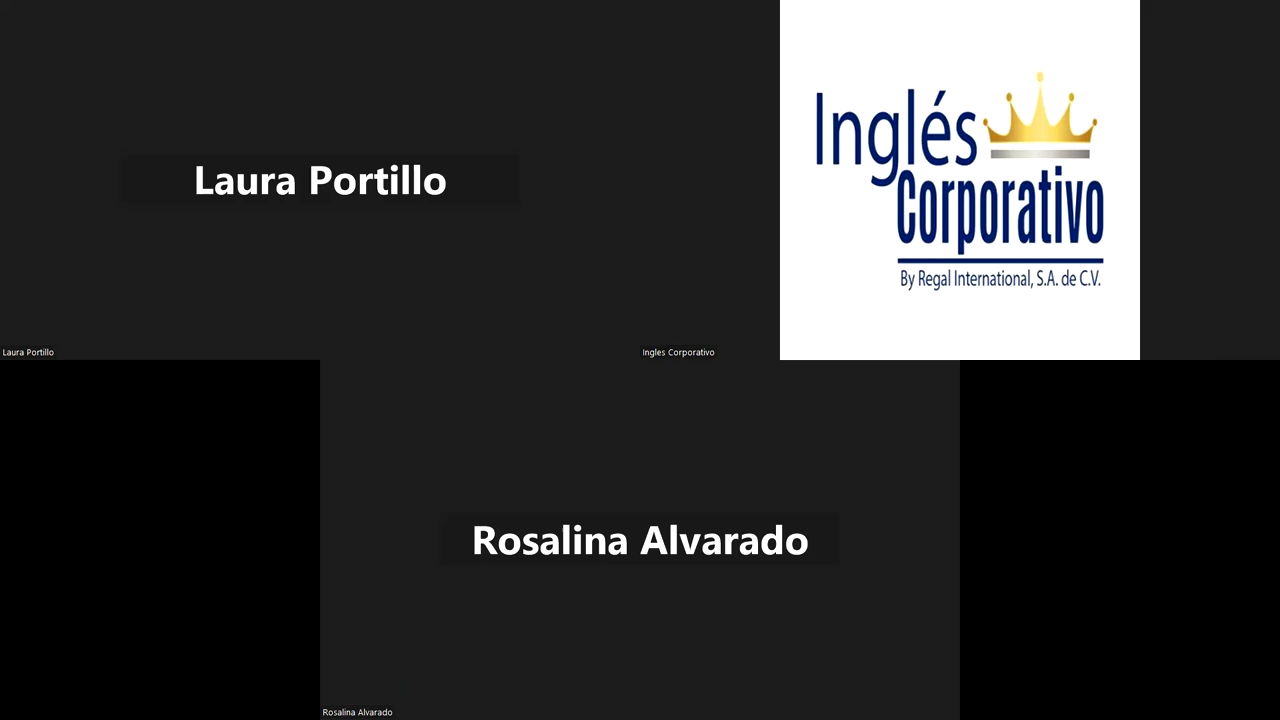 Laura Portillo
Inglés
Corporativo
By Regal International, S.A. de C.V.
Laura Portillo
Ingles Corporativo
Rosalina Alvarado
Rosalina Alvarado